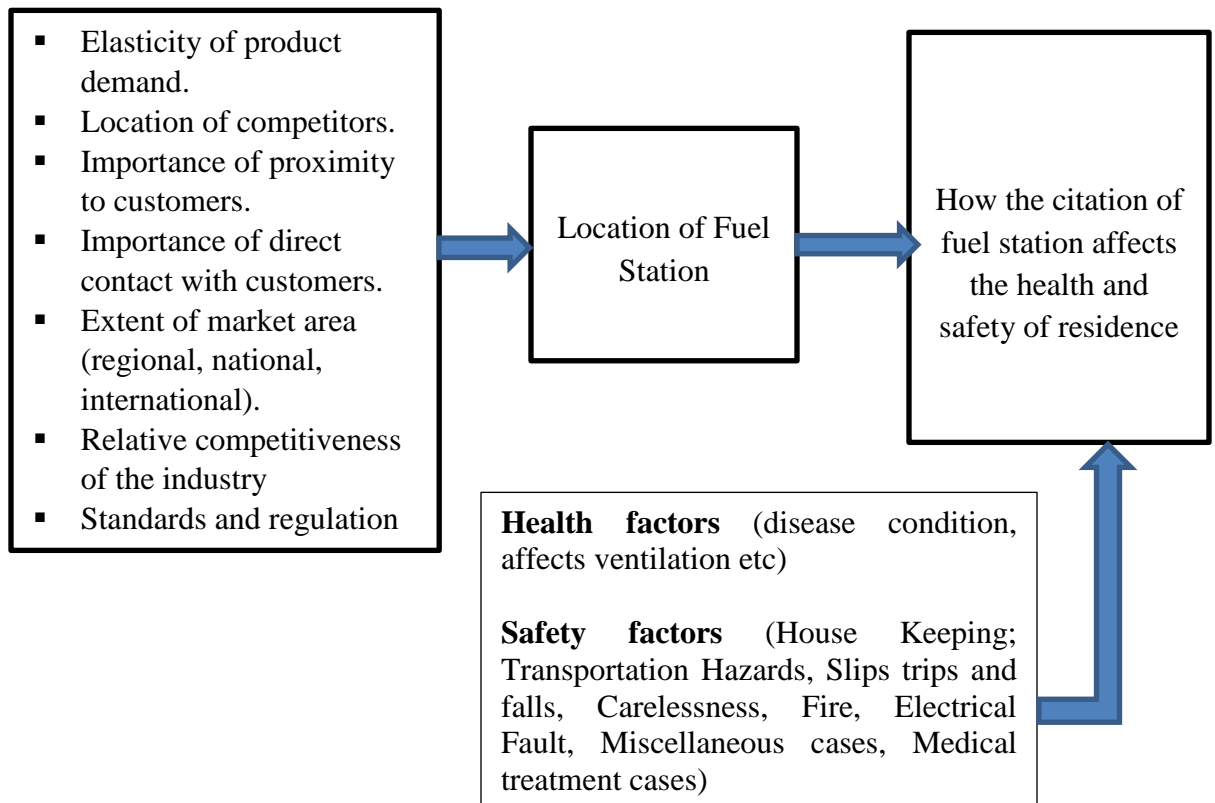 ▪ Elasticity of product
demand.
▪ Location of competitors.
▪ Importance of proximity
to customers.
▪ Importance of direct
contact with customers.
▪ Extent of market area
(regional, national,
international).
▪ Relative competitiveness
of the industry
▪ Standards and regulation
Location of Fuel
Station
How the citation of
fuel station affects
the health and
safety of residence
Health factors (disease condition,
affects ventilation etc)
Safety factors (House Keeping;
Transportation Hazards, Slips trips and
falls, Carelessness, Fire, Electrical
Fault, Miscellaneous cases, Medical
treatment cases)